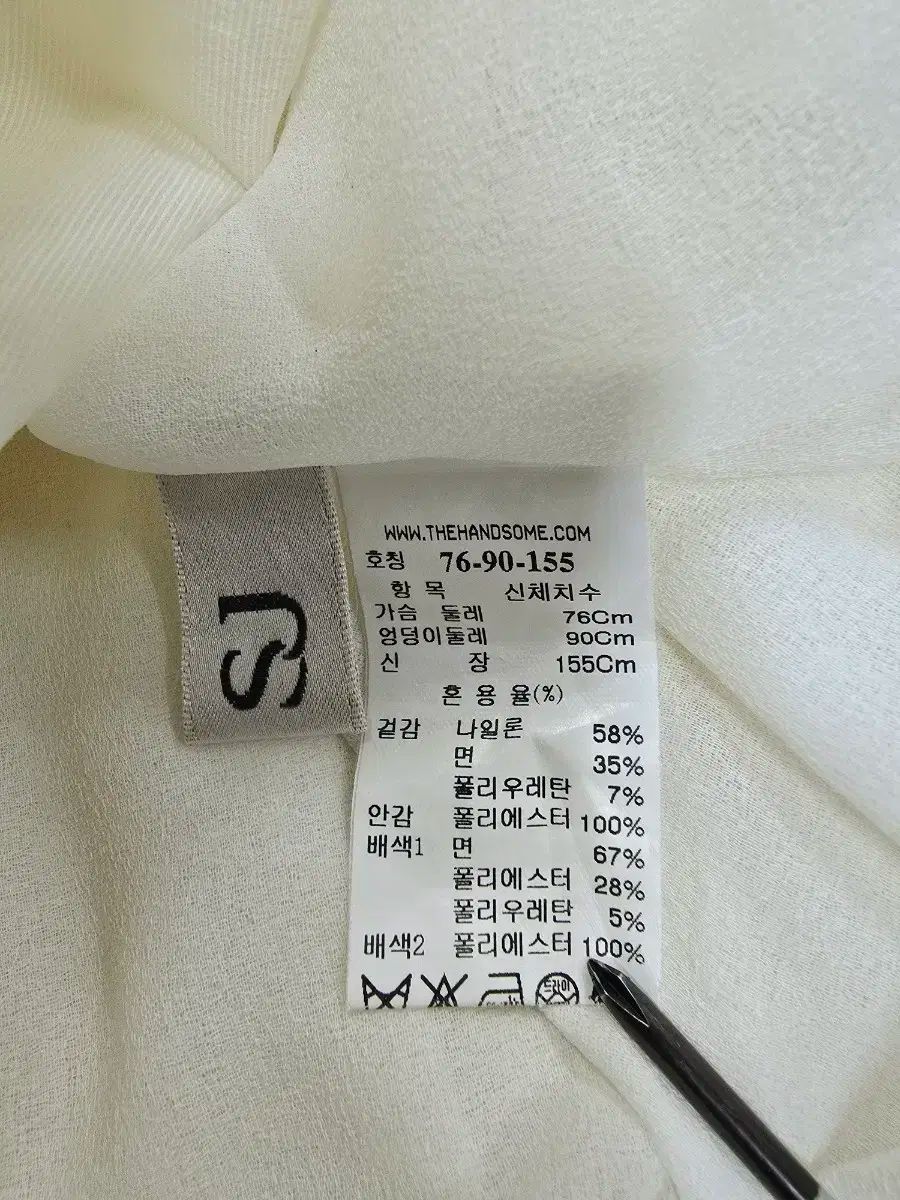 WWW.THEHANDSOME.COM
호칭 76-90-155
항 목 신체치수
가슴 둘레 76Cm
엉덩이둘레 90Cm
신 장 155Cm
혼 용 율(%)
겉감 나일론 58%
면 35%
폴리우레탄 7%
안감 폴리에스터 100%
배색1 면 67%
폴리에스터 28%
폴리우레탄 5%
배색2 폴리에스터 100%
드라이
SJ